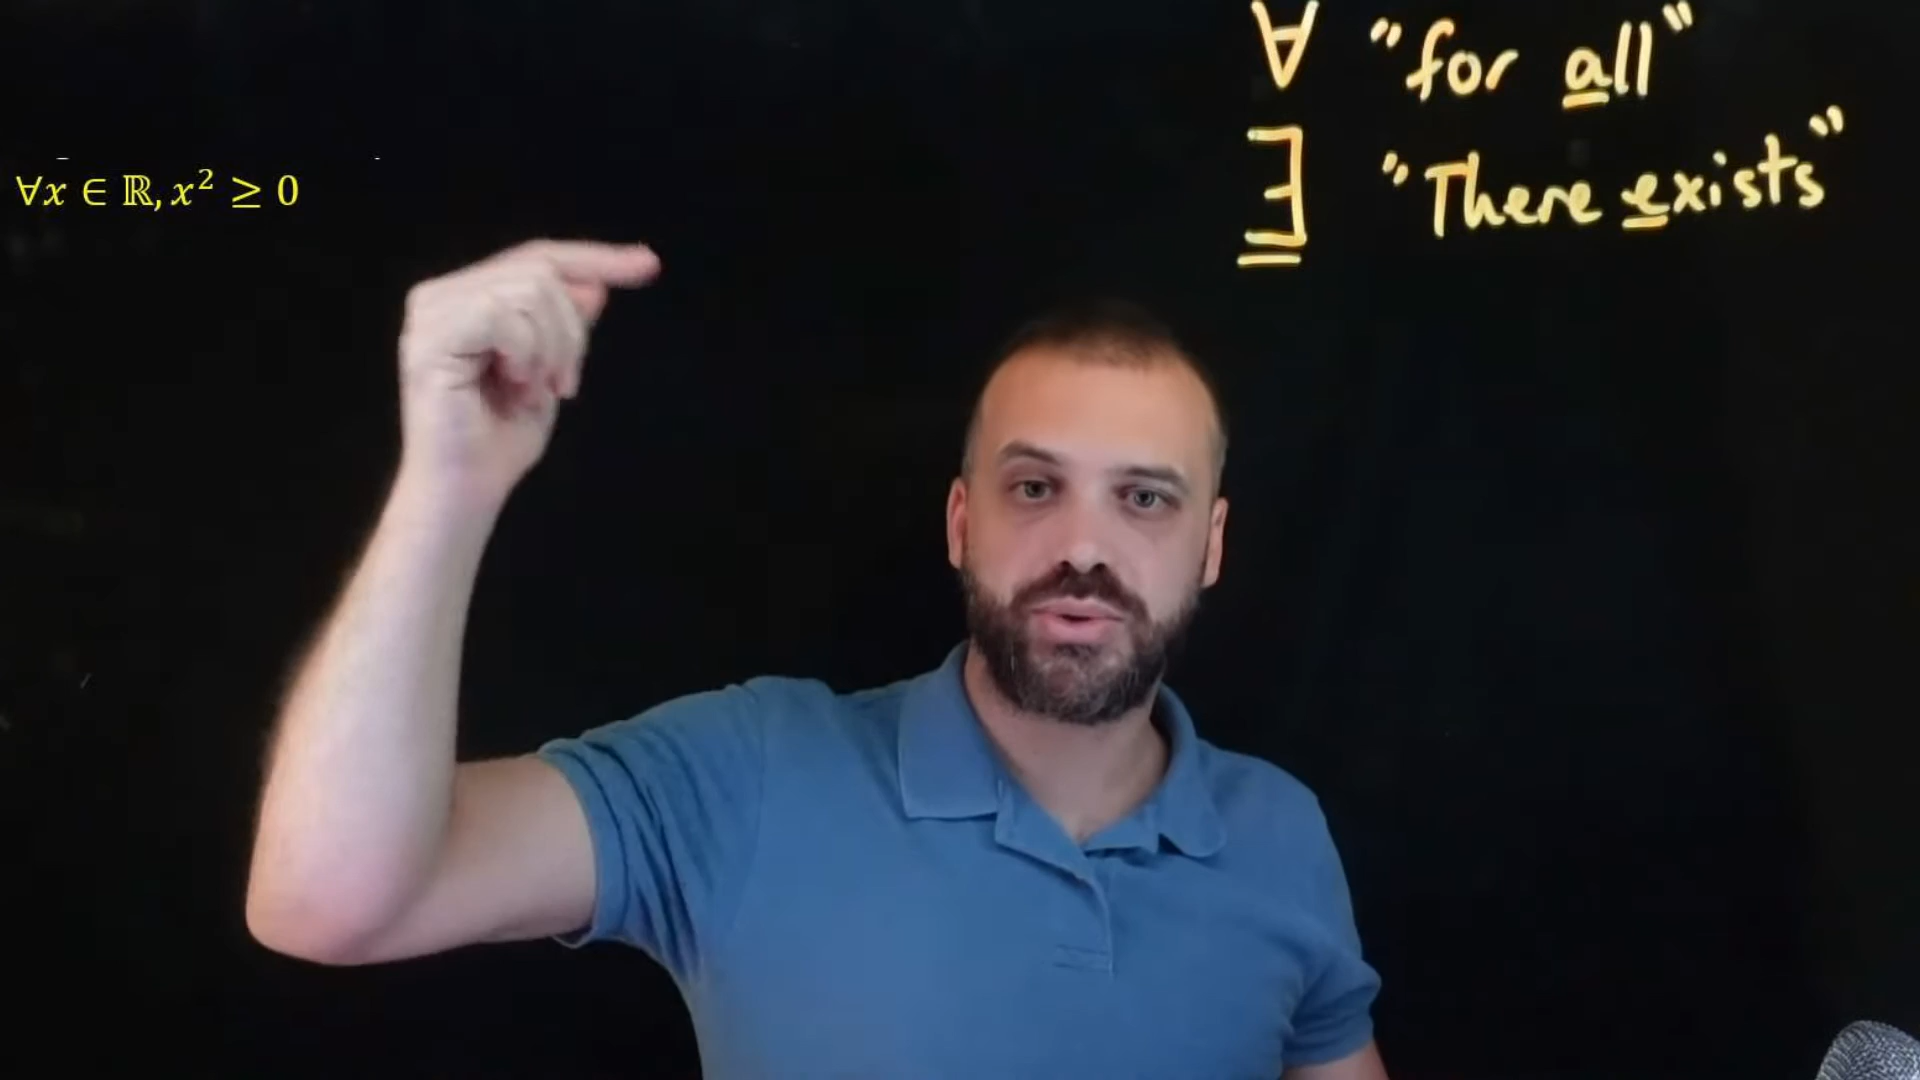 ∀ "for all"
∃ "There exists"
∀x ∈ ℝ, x² ≥ 0